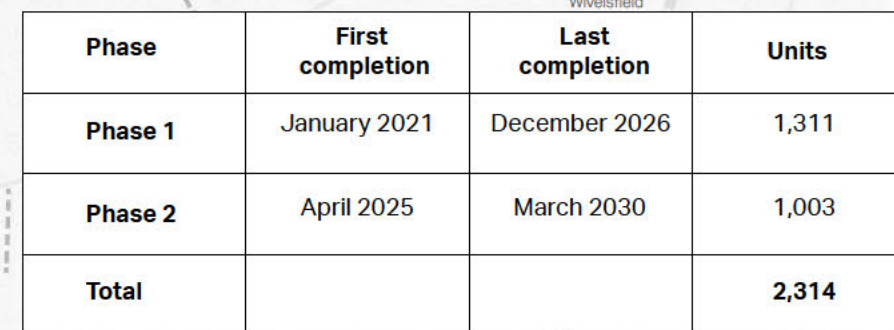 Wivelsfield
Phase First completion Last completion Units
Phase 1 January 2021 December 2026 1,311
Phase 2 April 2025 March 2030 1,003
Total 2,314